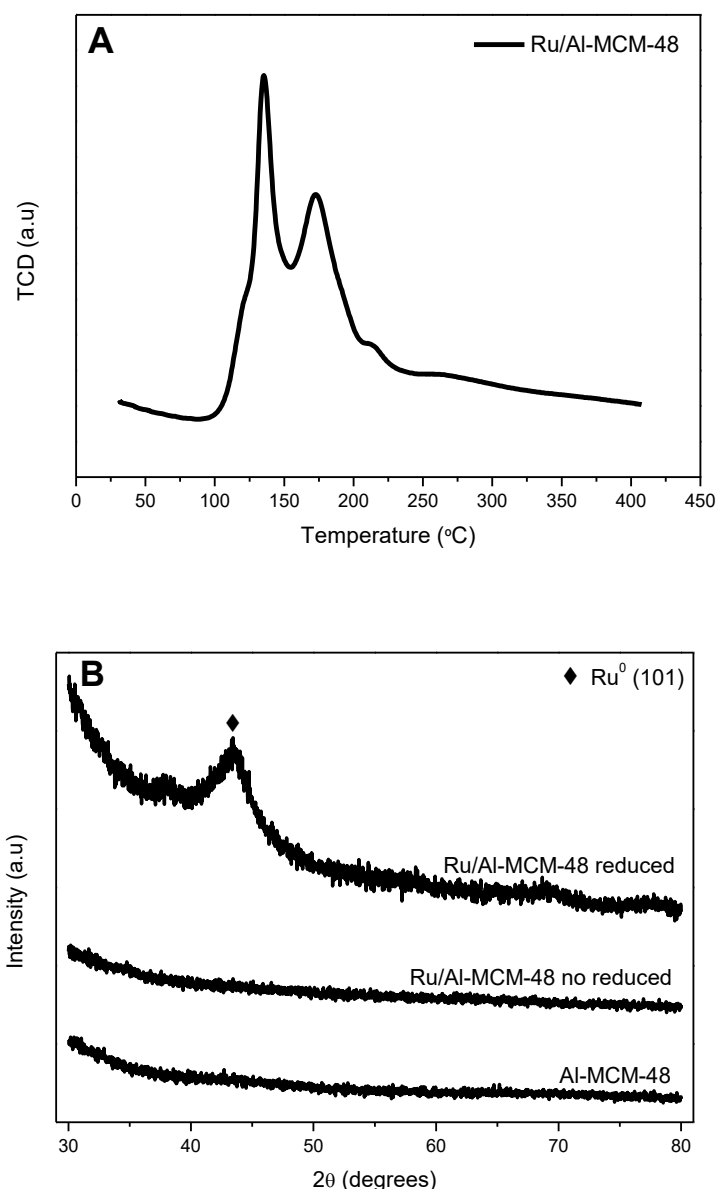 A
Ru/Al-MCM-48
TCD (a.u)
0 50 100 150 200 250 300 350 400 450
Temperature (ºC)
B
♦ Ru⁰ (101)
♦
Intensity (a.u)
Ru/Al-MCM-48 reduced
Ru/Al-MCM-48 no reduced
Al-MCM-48
30 40 50 60 70 80
2θ (degrees)